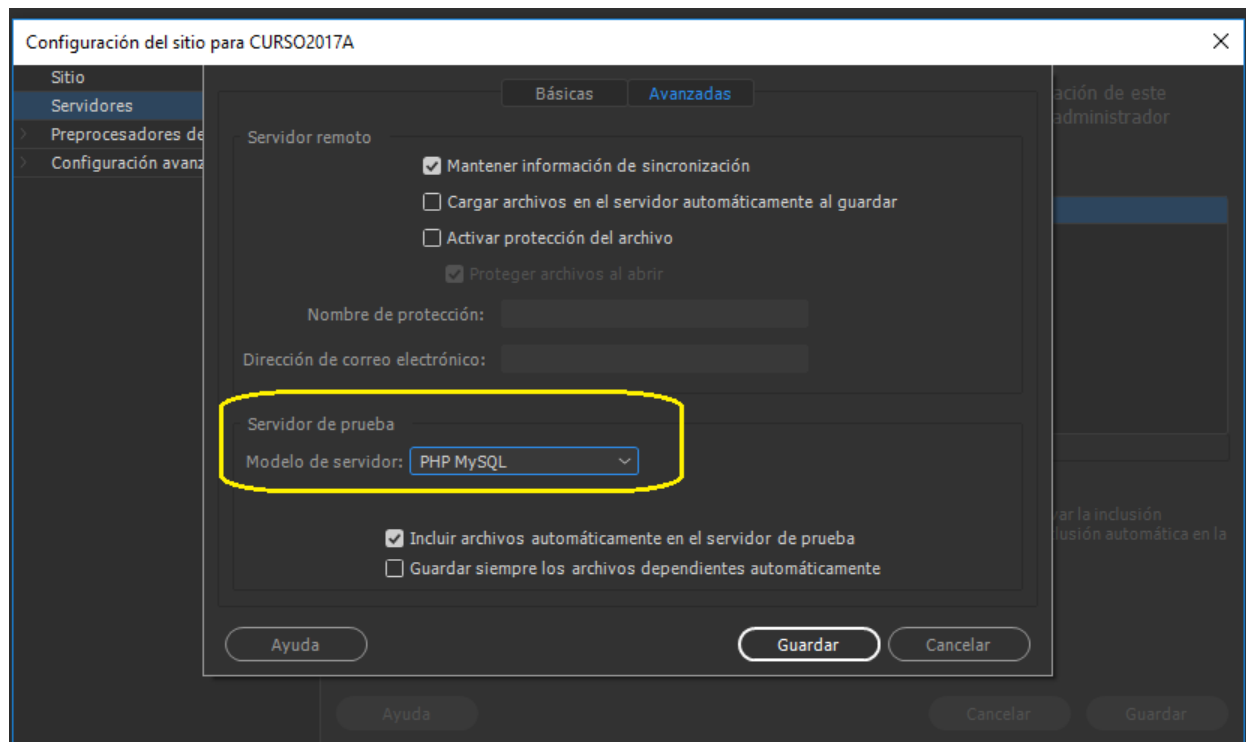 Configuración del sitio para CURSO2017A
Sitio
Servidores
Preprocesadores de
Configuración avanz
Básicas
Avanzadas
ación de este
administrador
Servidor remoto
Mantener información de sincronización
Cargar archivos en el servidor automáticamente al guardar
Activar protección del archivo
Proteger archivos al abrir
Nombre de protección:
Dirección de correo electrónico:
Servidor de prueba
Modelo de servidor: PHP MySQL
Incluir archivos automáticamente en el servidor de prueba
Guardar siempre los archivos dependientes automáticamente
var la inclusión
lusión automática en la
Ayuda
Guardar
Cancelar
Ayuda
Cancelar
Guardar